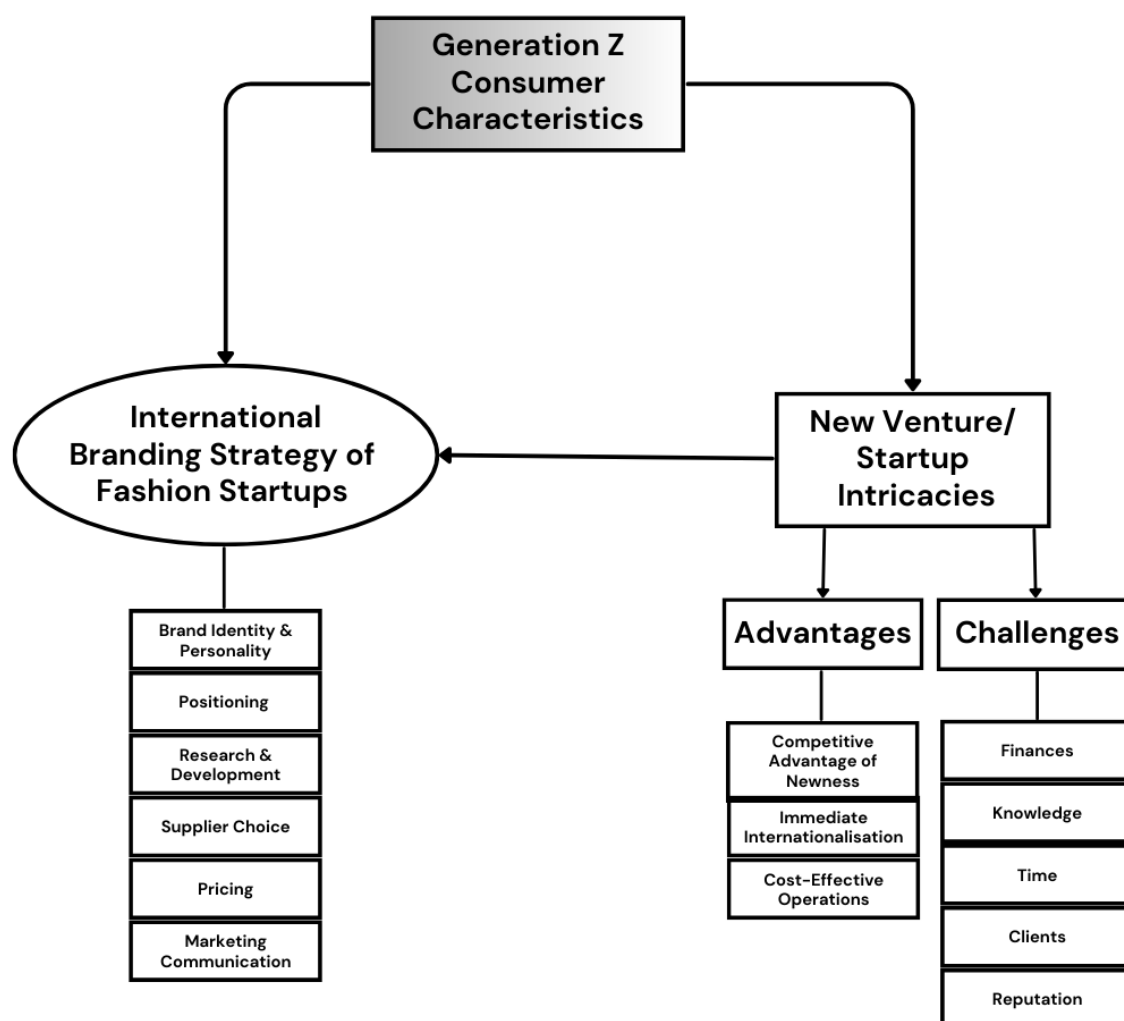 Generation Z
Consumer
Characteristics
International
Branding Strategy of
Fashion Startups
New Venture/
Startup
Intricacies
Brand Identity &
Personality
Positioning
Research &
Development
Supplier Choice
Pricing
Marketing
Communication
Advantages
Competitive
Advantage of
Newness
Immediate
Internationalisation
Cost-Effective
Operations
Challenges
Finances
Knowledge
Time
Clients
Reputation